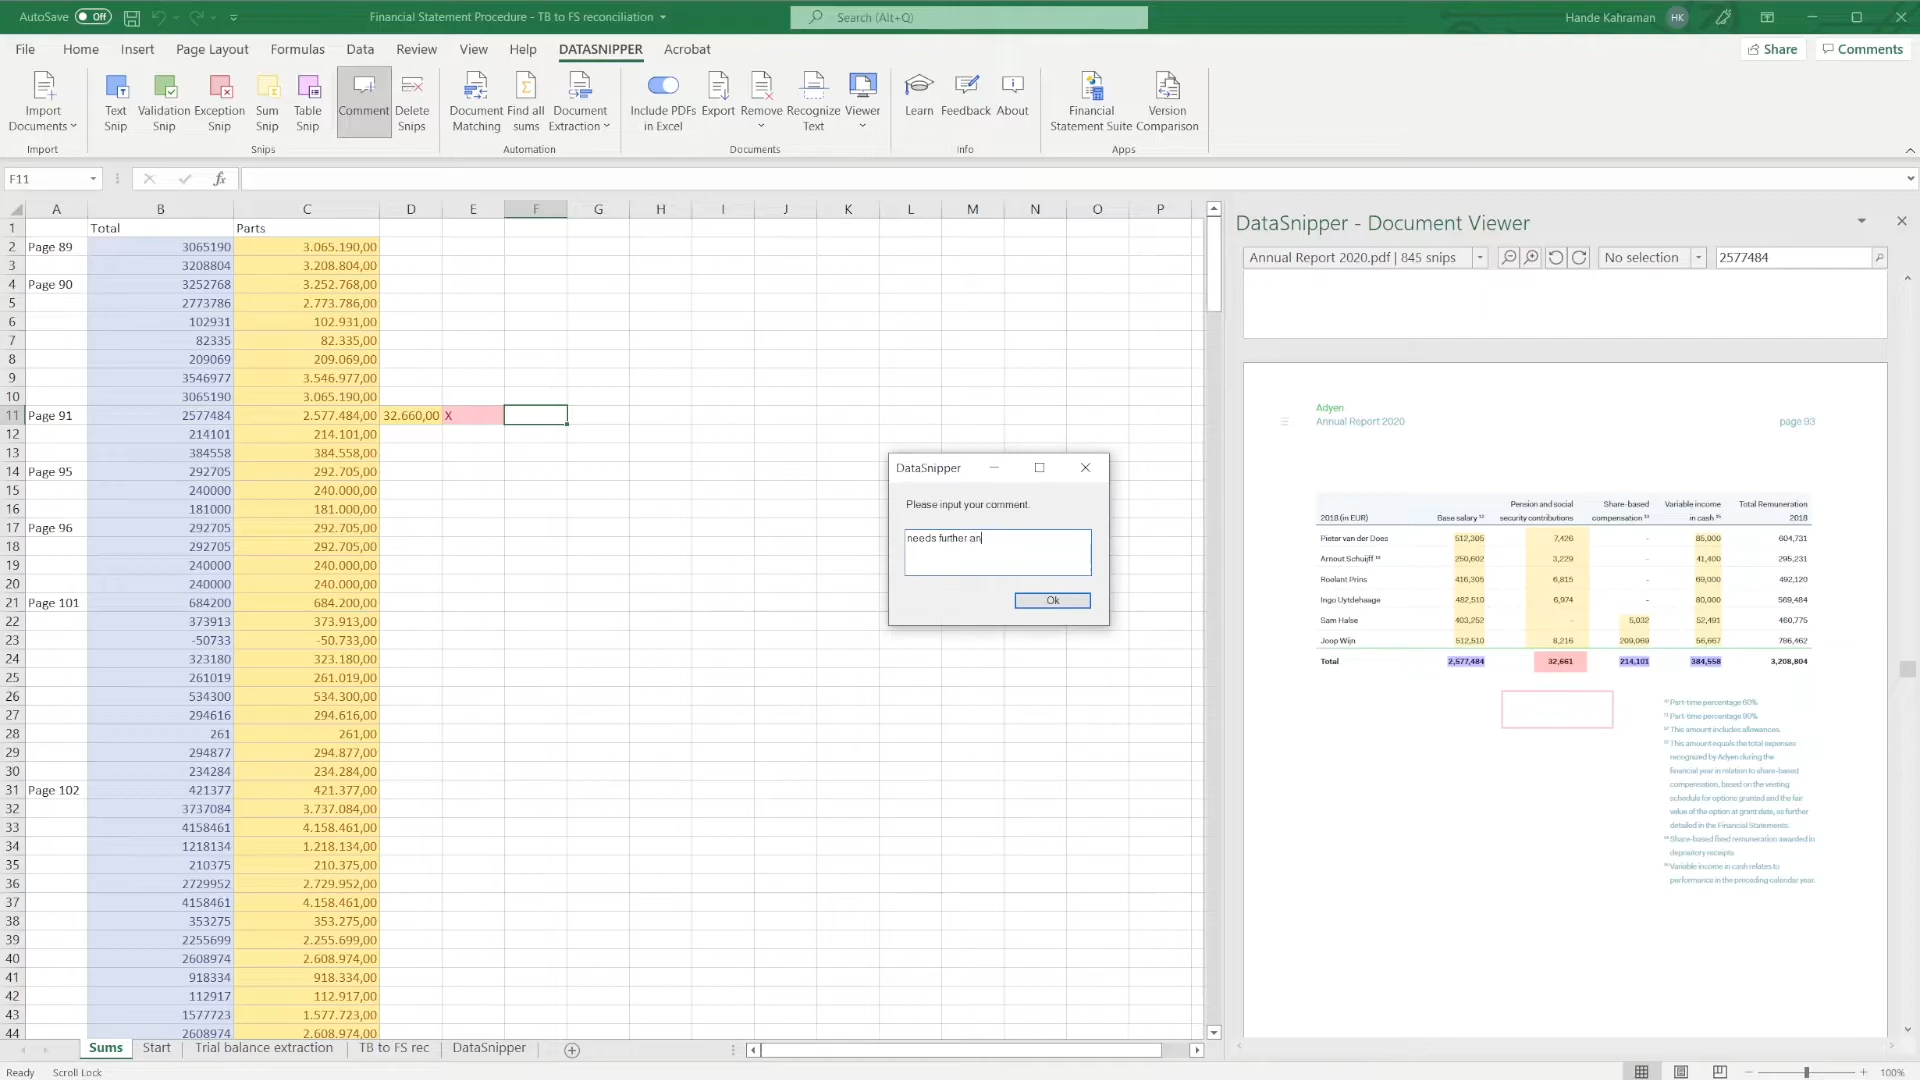 AutoSave Off Financial Statement Procedure - TB to FS reconciliation Search (Alt+Q) Hande Kahraman HK
File Home Insert Page Layout Formulas Data Review View Help DATASNIPPER Acrobat Share Comments
Import Documents
Text Snip
Validation Snip
Exception Snip
Sum Snip
Table Snip
Comment
Delete Snips
Document Matching
Find all sums
Document Extraction
Include PDFs in Excel
Export
Remove
Recognize Text
Viewer
Learn
Feedback
About
Financial Statement Suite
Version Comparison
Import Snips Automation Documents Info Apps
F11 fx
A B C D E F G H I J K L M N O P
1 Total Parts
2 Page 89 3065190 3.065.190,00
3 3208804 3.208.804,00
4 Page 90 3252768 3.252.768,00
5 2773786 2.773.786,00
6 102931 102.931,00
7 82335 82.335,00
8 209069 209.069,00
9 3546977 3.546.977,00
10 3065190 3.065.190,00
11 Page 91 2577484 2.577.484,00 32.660,00 X
12 214101 214.101,00
13 384558 384.558,00
14 Page 95 292705 292.705,00
15 240000 240.000,00
16 181000 181.000,00
17 Page 96 292705 292.705,00
18 292705 292.705,00
19 240000 240.000,00
20 240000 240.000,00
21 Page 101 684200 684.200,00
22 373913 373.913,00
23 -50733 -50.733,00
24 323180 323.180,00
25 261019 261.019,00
26 534300 534.300,00
27 294616 294.616,00
28 261 261,00
29 294877 294.877,00
30 234284 234.284,00
31 Page 102 421377 421.377,00
32 3737084 3.737.084,00
33 4158461 4.158.461,00
34 1218134 1.218.134,00
35 210375 210.375,00
36 2729952 2.729.952,00
37 4158461 4.158.461,00
38 353275 353.275,00
39 2255699 2.255.699,00
40 2608974 2.608.974,00
41 918334 918.334,00
42 112917 112.917,00
43 1577723 1.577.723,00
44 2608974 2.608.974,00
Sums Start Trial balance extraction TB to FS rec DataSnipper
Ready Scroll Lock 100%
DataSnipper
Please input your comment.
needs further an
Ok
DataSnipper - Document Viewer
Annual Report 2020.pdf | 845 snips No selection 2577484
Adyen
Annual Report 2020 page 93
2018 (in EUR) Base salary ¹² Pension and social security contributions Share-based compensation ¹³ Variable income in cash ¹⁵ Total Remuneration 2018
Pieter van der Does 512,305 7,426 - 85,000 604,731
Arnout Schuijff ¹⁰ 250,602 3,229 - 41,400 295,231
Roelant Prins 416,305 6,815 - 69,000 492,120
Ingo Uytdehaage 482,510 6,974 - 80,000 569,484
Sam Halse 403,252 - 5,032 52,491 460,775
Joop Wijn 512,510 8,216 209,069 56,667 786,462
Total 2,577,484 32,661 214,101 384,558 3,208,804
¹⁰ Part-time percentage 60%.
¹¹ Part-time percentage 90%.
¹² This amount includes allowances.
¹³ This amount equals the total expenses
recognized by Adyen during the
financial year in relation to share-based
compensation, based on the vesting
schedule for options granted and the fair
value of the option at grant date, as further
detailed in the Financial Statements.
¹⁴ Share-based fixed remuneration awarded in
depository receipts
¹⁵ Variable income in cash relates to
performance in the preceding calendar year.